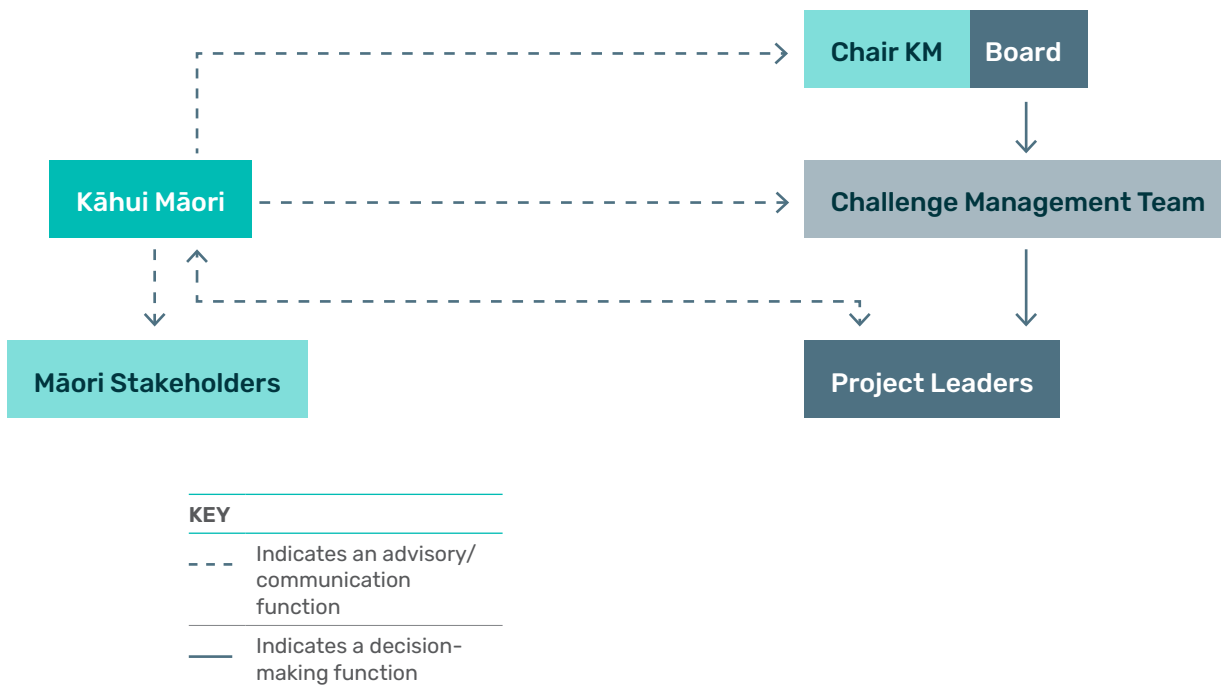 Chair KM
Board
Kāhui Māori
Challenge Management Team
Māori Stakeholders
Project Leaders
KEY
Indicates an advisory/
communication
function
Indicates a decision-
making function